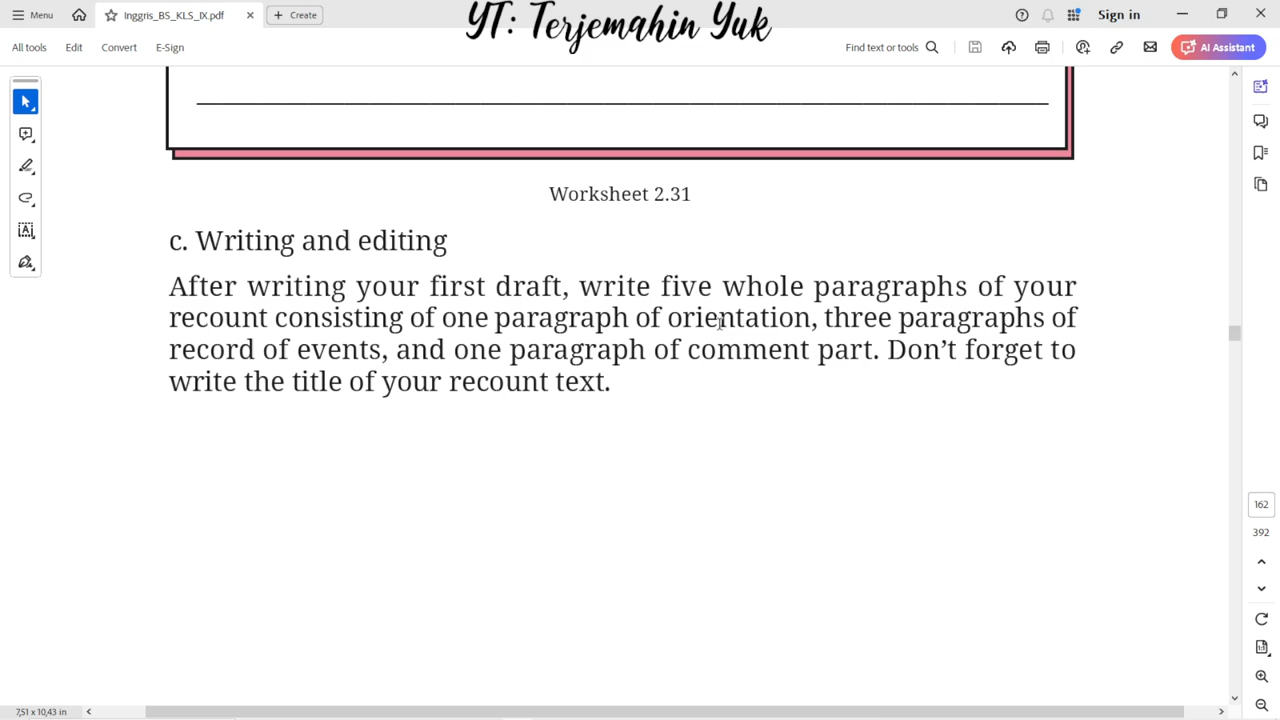 Menu
Inggris_BS_KLS_IX.pdf
Create
YT: Terjemahin Yuk
Sign in
All tools
Edit
Convert
E-Sign
Find text or tools
AI Assistant
Worksheet 2.31
c. Writing and editing
After writing your first draft, write five whole paragraphs of your
recount consisting of one paragraph of orientation, three paragraphs of
record of events, and one paragraph of comment part. Don’t forget to
write the title of your recount text.
162
392
7,51 x 10,43 in